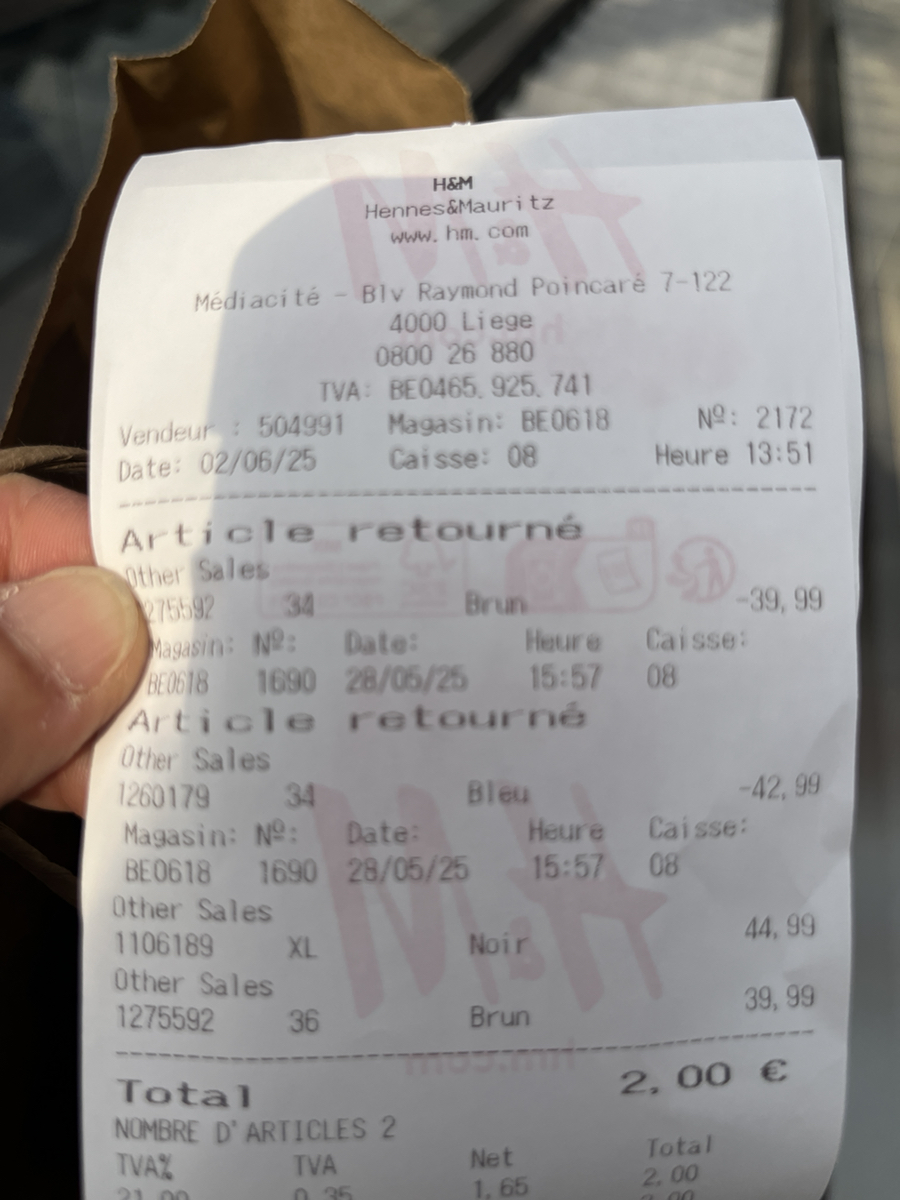 H&M
Hennes&Mauritz
www.hm.com
Médiacité - Blv Raymond Poincaré 7-122
4000 Liege
0800 26 880
TVA: BE0465.925.741
Vendeur : 504991 Magasin: BE0618 Nº: 2172
Date: 02/06/25 Caisse: 08 Heure 13:51
Article retourné
Other Sales
275592 34 Brun -39,99
Magasin: Nº: Date: Heure Caisse:
BE0618 1690 28/05/25 15:57 08
Article retourné
Other Sales
1260179 34 Bleu -42,99
Magasin: Nº: Date: Heure Caisse:
BE0618 1690 28/05/25 15:57 08
Other Sales
1106189 XL Noir 44,99
Other Sales
1275592 36 Brun 39,99
Total 2,00 €
NOMBRE D'ARTICLES 2
TVA% TVA Net Total
21.00 0.35 1.65 2.00